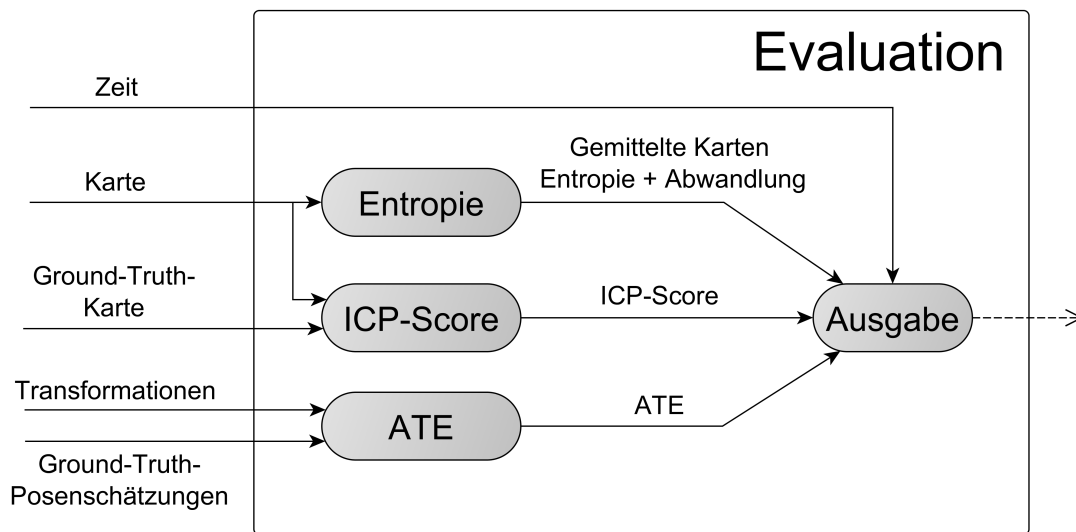 Evaluation
Zeit
Gemittelte Karten
Entropie + Abwandlung
Karte
Entropie
Ground-Truth-
Karte
ICP-Score
ICP-Score
Ausgabe
Transformationen
ATE
ATE
Ground-Truth-
Posenschätzungen